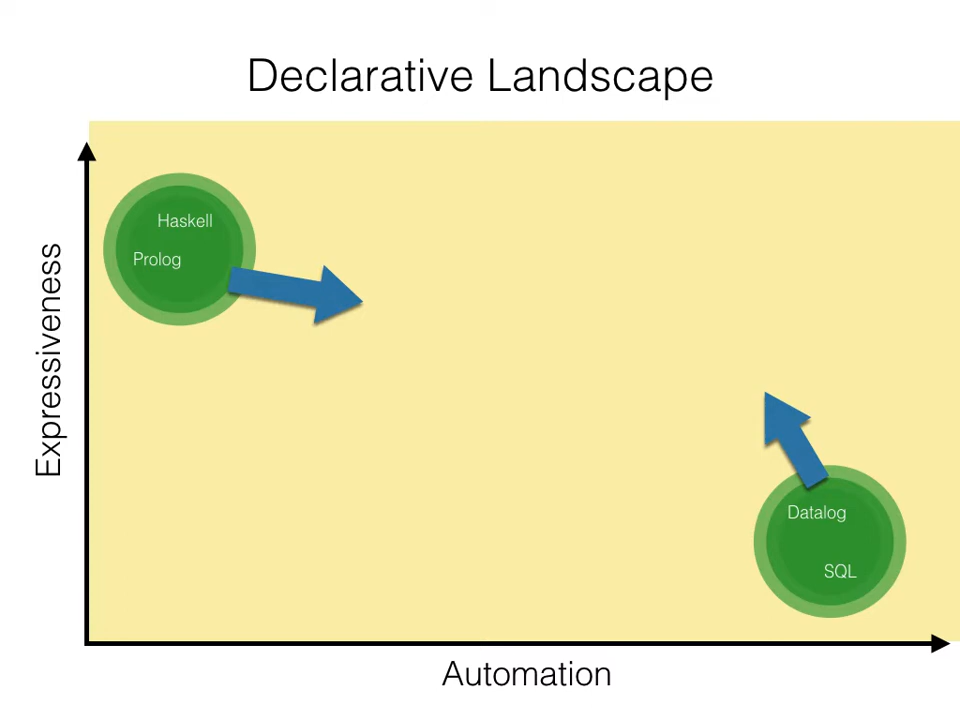 Declarative Landscape
Expressiveness
Haskell
Prolog
Datalog
SQL
Automation